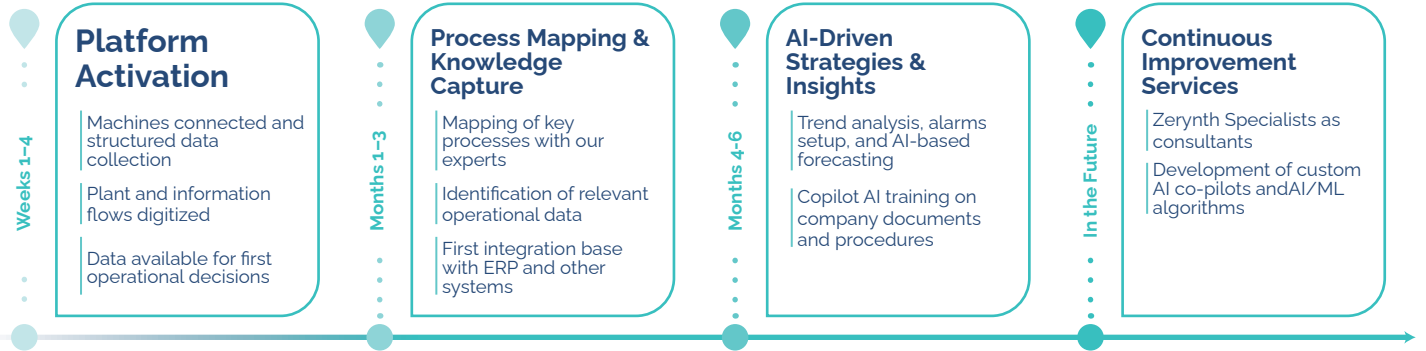 Weeks 1–4
Platform
Activation
Machines connected and
structured data
collection
Plant and information
flows digitized
Data available for first
operational decisions
Months 1–3
Process Mapping &
Knowledge
Capture
Mapping of key
processes with our
experts
Identification of relevant
operational data
First integration base
with ERP and other
systems
Months 4-6
AI-Driven
Strategies &
Insights
Trend analysis, alarms
setup, and AI-based
forecasting
Copilot AI training on
company documents
and procedures
In the Future
Continuous
Improvement
Services
Zerynth Specialists as
consultants
Development of custom
AI co-pilots andAI/ML
algorithms